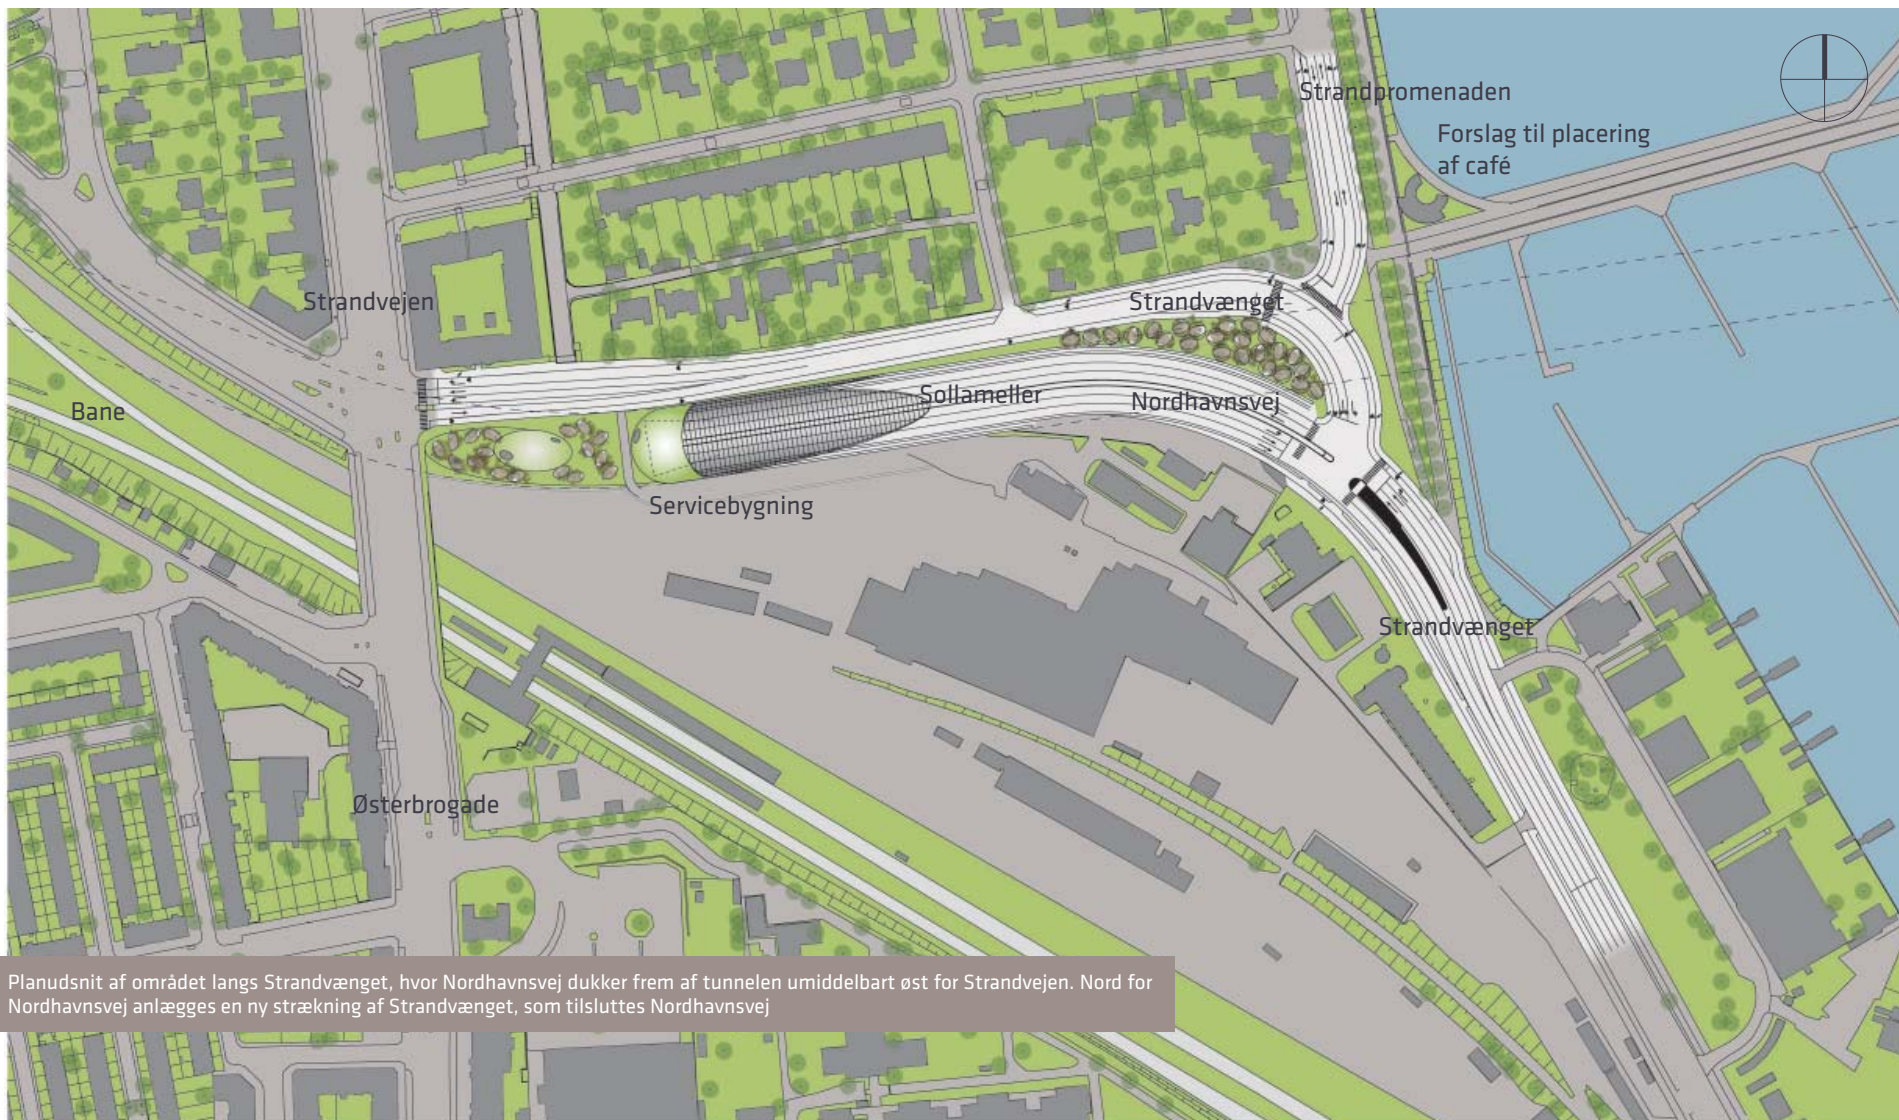 Strandpromenaden
Forslag til placering
af café
Strandvejen
Strandvænget
Bane
Sollameller
Nordhavnsvej
Servicebygning
Strandvænget
Østerbrogade
Planudsnit af området langs Strandvænget, hvor Nordhavnsvej dukker frem af tunnelen umiddelbart øst for Strandvejen. Nord for
Nordhavnsvej anlægges en ny strækning af Strandvænget, som tilsluttes Nordhavnsvej